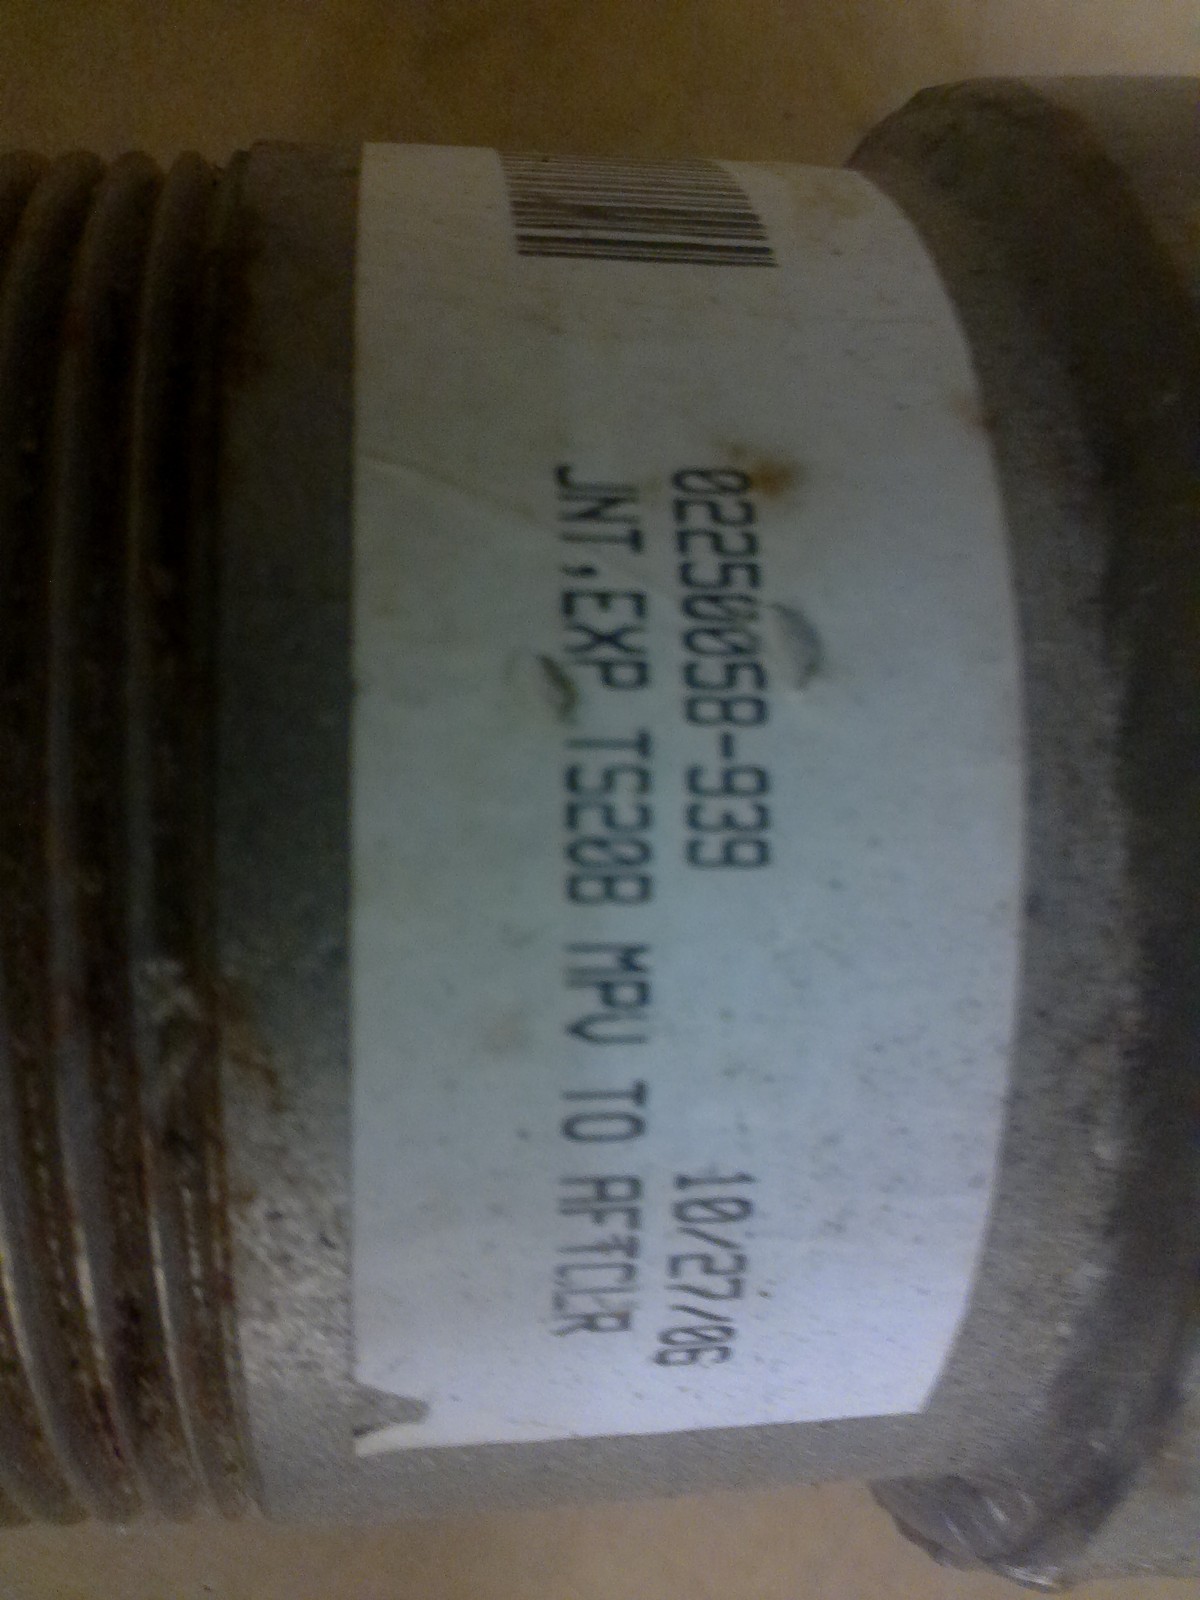 02250058-939 10/27/06
JNT,EXP TS20B MPV TO AFTCLR